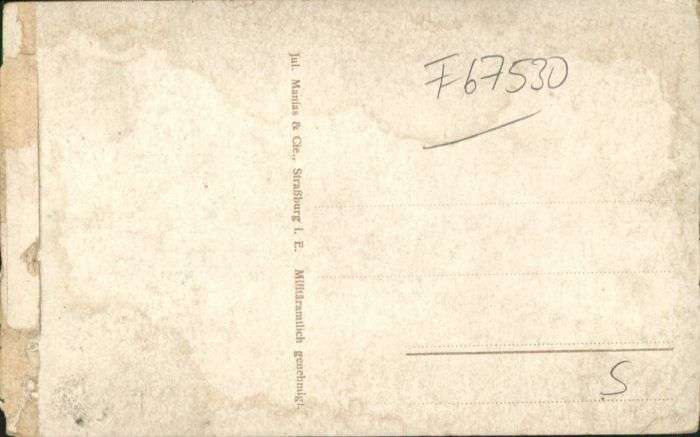 Jul. Manias & Cie., Straßburg i. E. Militäramtlich genehmigt.
F67530
S